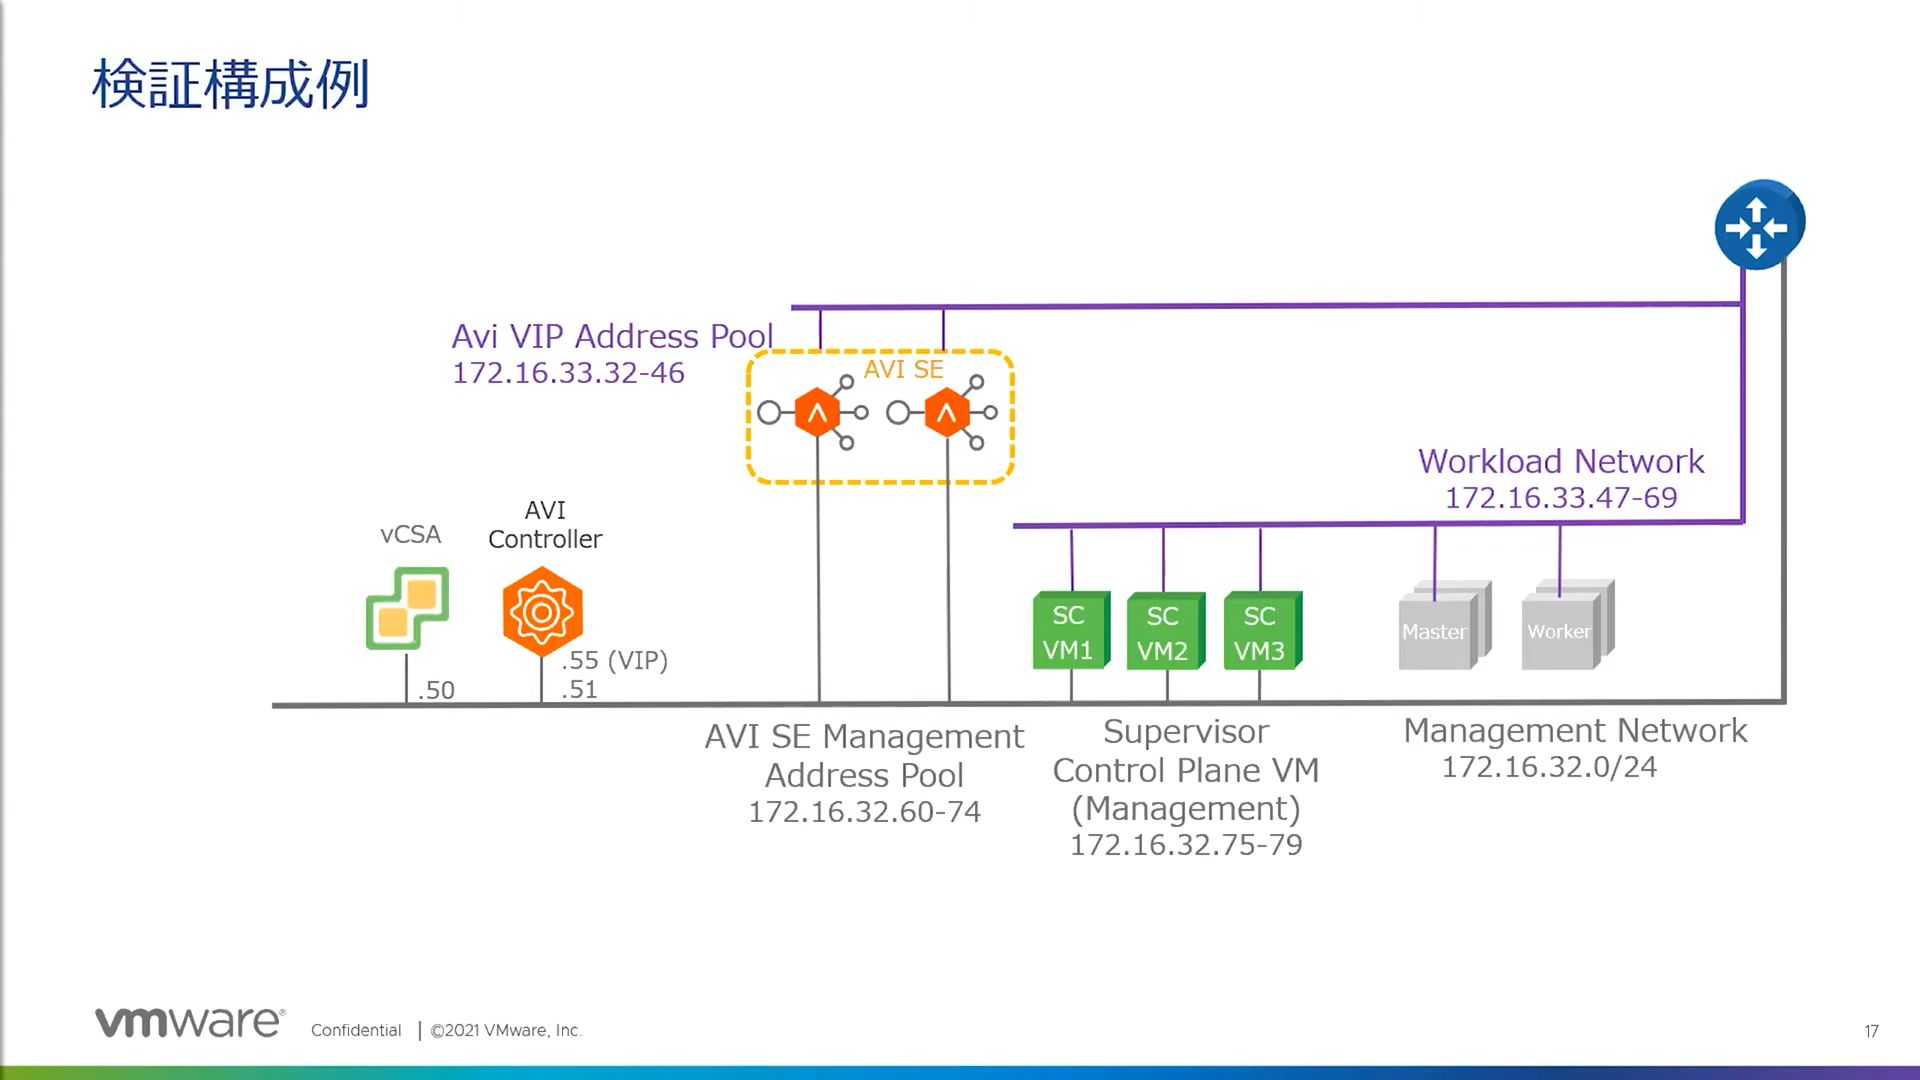 検証構成例
Avi VIP Address Pool
172.16.33.32-46
AVI SE
Workload Network
172.16.33.47-69
vCSA
AVI
Controller
.50
.55 (VIP)
.51
SC
VM1
SC
VM2
SC
VM3
Master
Worker
AVI SE Management
Address Pool
172.16.32.60-74
Supervisor
Control Plane VM
(Management)
172.16.32.75-79
Management Network
172.16.32.0/24
vmware®
Confidential | ©2021 VMware, Inc.
17